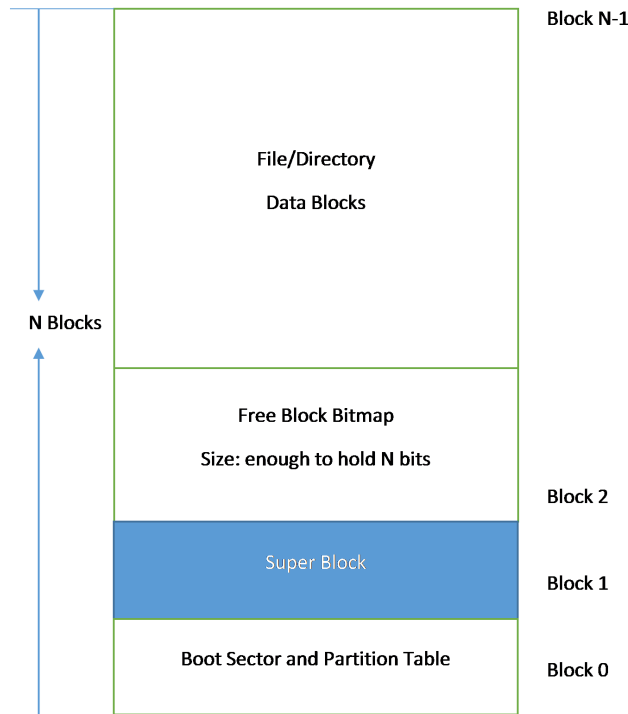 Block N-1
File/Directory
Data Blocks
N Blocks
Free Block Bitmap
Size: enough to hold N bits
Block 2
Super Block
Block 1
Boot Sector and Partition Table
Block 0